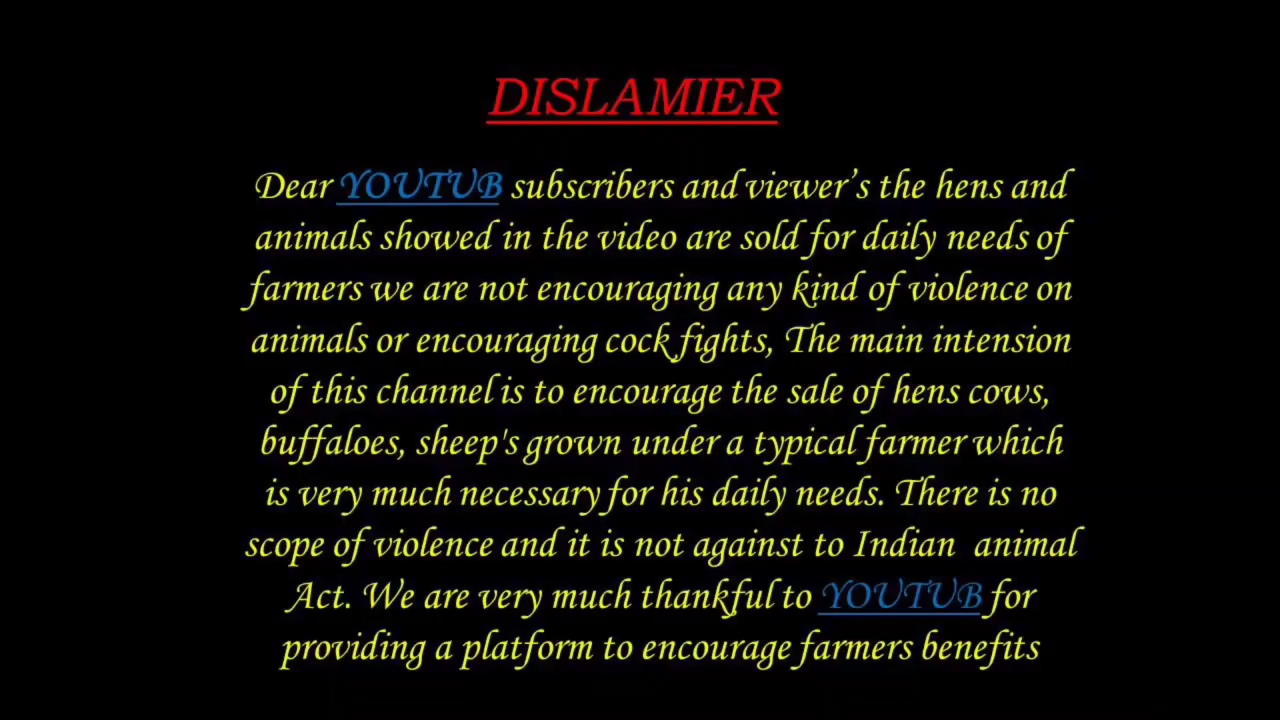 DISLAMIER
Dear YOUTUB subscribers and viewer’s the hens and
animals showed in the video are sold for daily needs of
farmers we are not encouraging any kind of violence on
animals or encouraging cock fights, The main intension
of this channel is to encourage the sale of hens cows,
buffaloes, sheep's grown under a typical farmer which
is very much necessary for his daily needs. There is no
scope of violence and it is not against to Indian  animal
Act. We are very much thankful to YOUTUB for
providing a platform to encourage farmers benefits